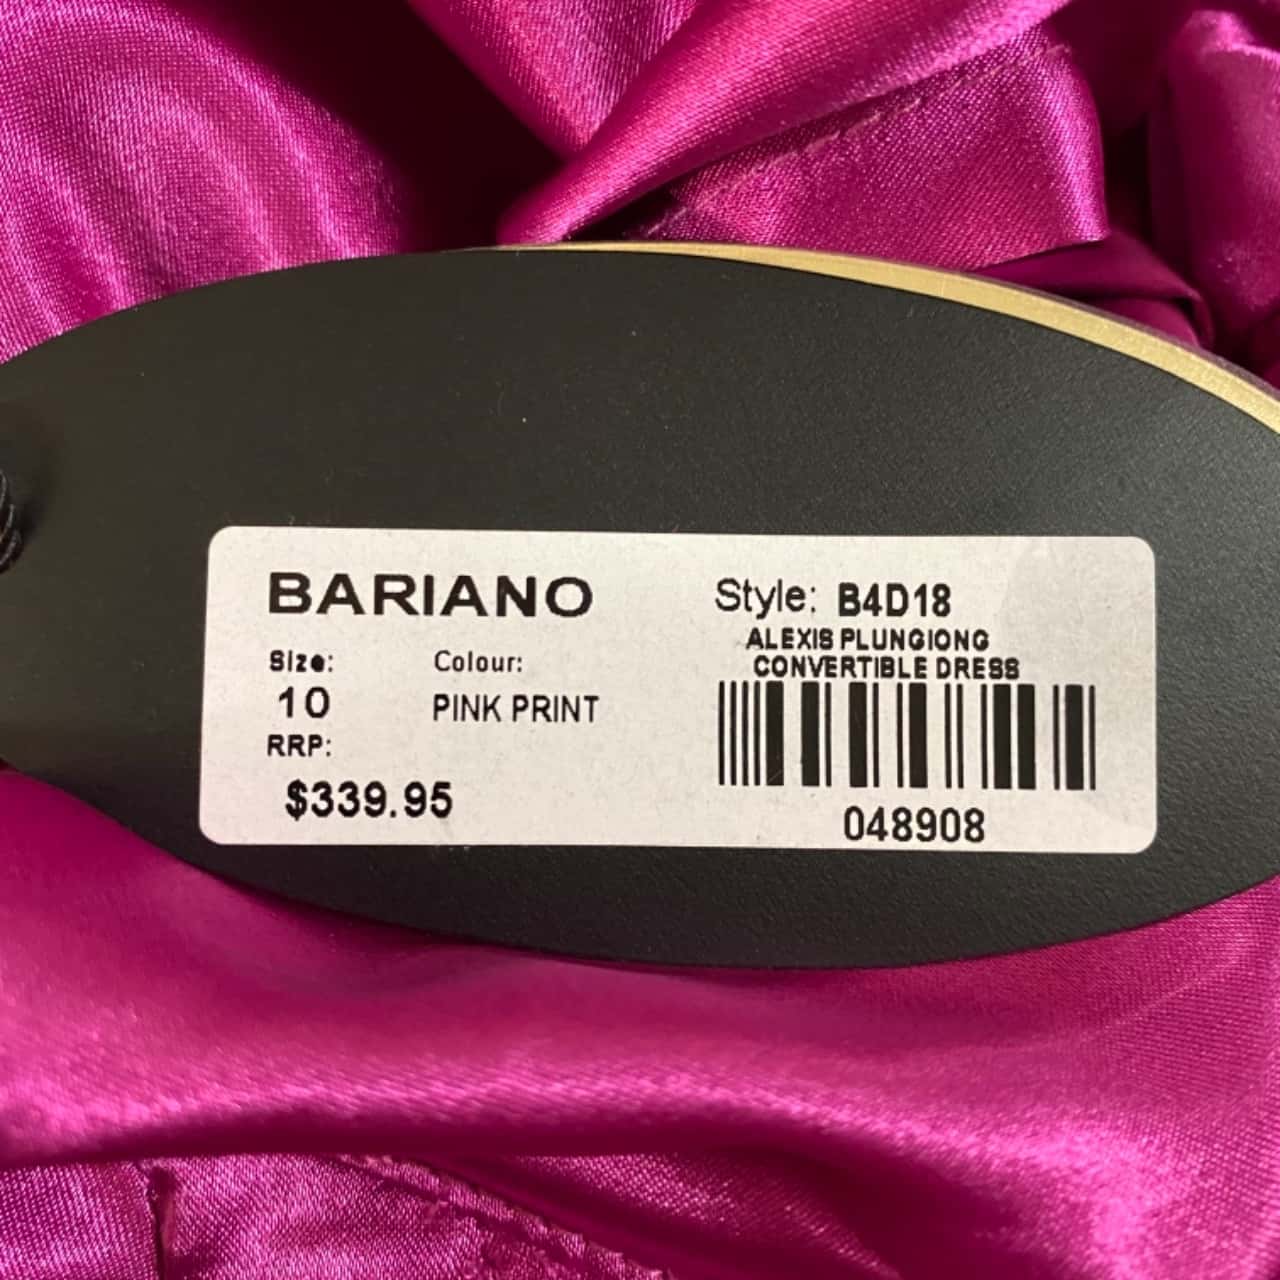 BARIANO
Size:
10
Colour:
PINK PRINT
RRP:
$339.95
Style: B4D18
ALEXIS PLUNGIONG
CONVERTIBLE DRESS
048908